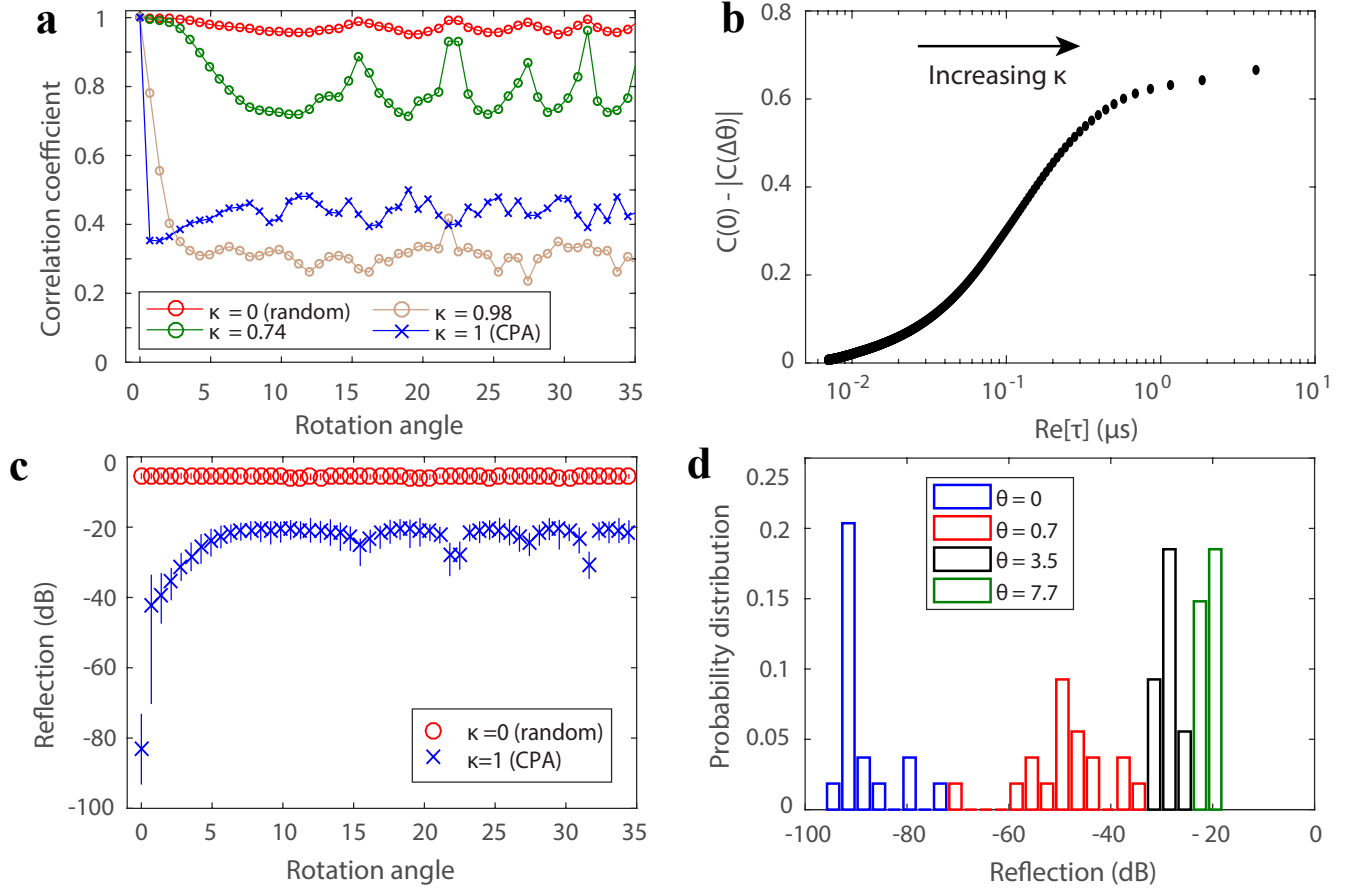 a
Correlation coefficient
1
0.8
0.6
0.4
0.2
0
κ = 0 (random)
κ = 0.74
κ = 0.98
κ = 1 (CPA)
0 5 10 15 20 25 30 35
Rotation angle
b
C(0) - |C(Δθ)|
0.8
0.6
0.4
0.2
0
Increasing κ
10⁻² 10⁻¹ 10⁰ 10¹
Re[τ] (μs)
c
Reflection (dB)
0
-20
-40
-60
-80
-100
κ =0 (random)
κ=1 (CPA)
0 5 10 15 20 25 30 35
Rotation angle
d
Probability distribution
0.25
0.2
0.15
0.1
0.05
0
θ = 0
θ = 0.7
θ = 3.5
θ = 7.7
-100 -80 -60 -40 - 20 0
Reflection (dB)